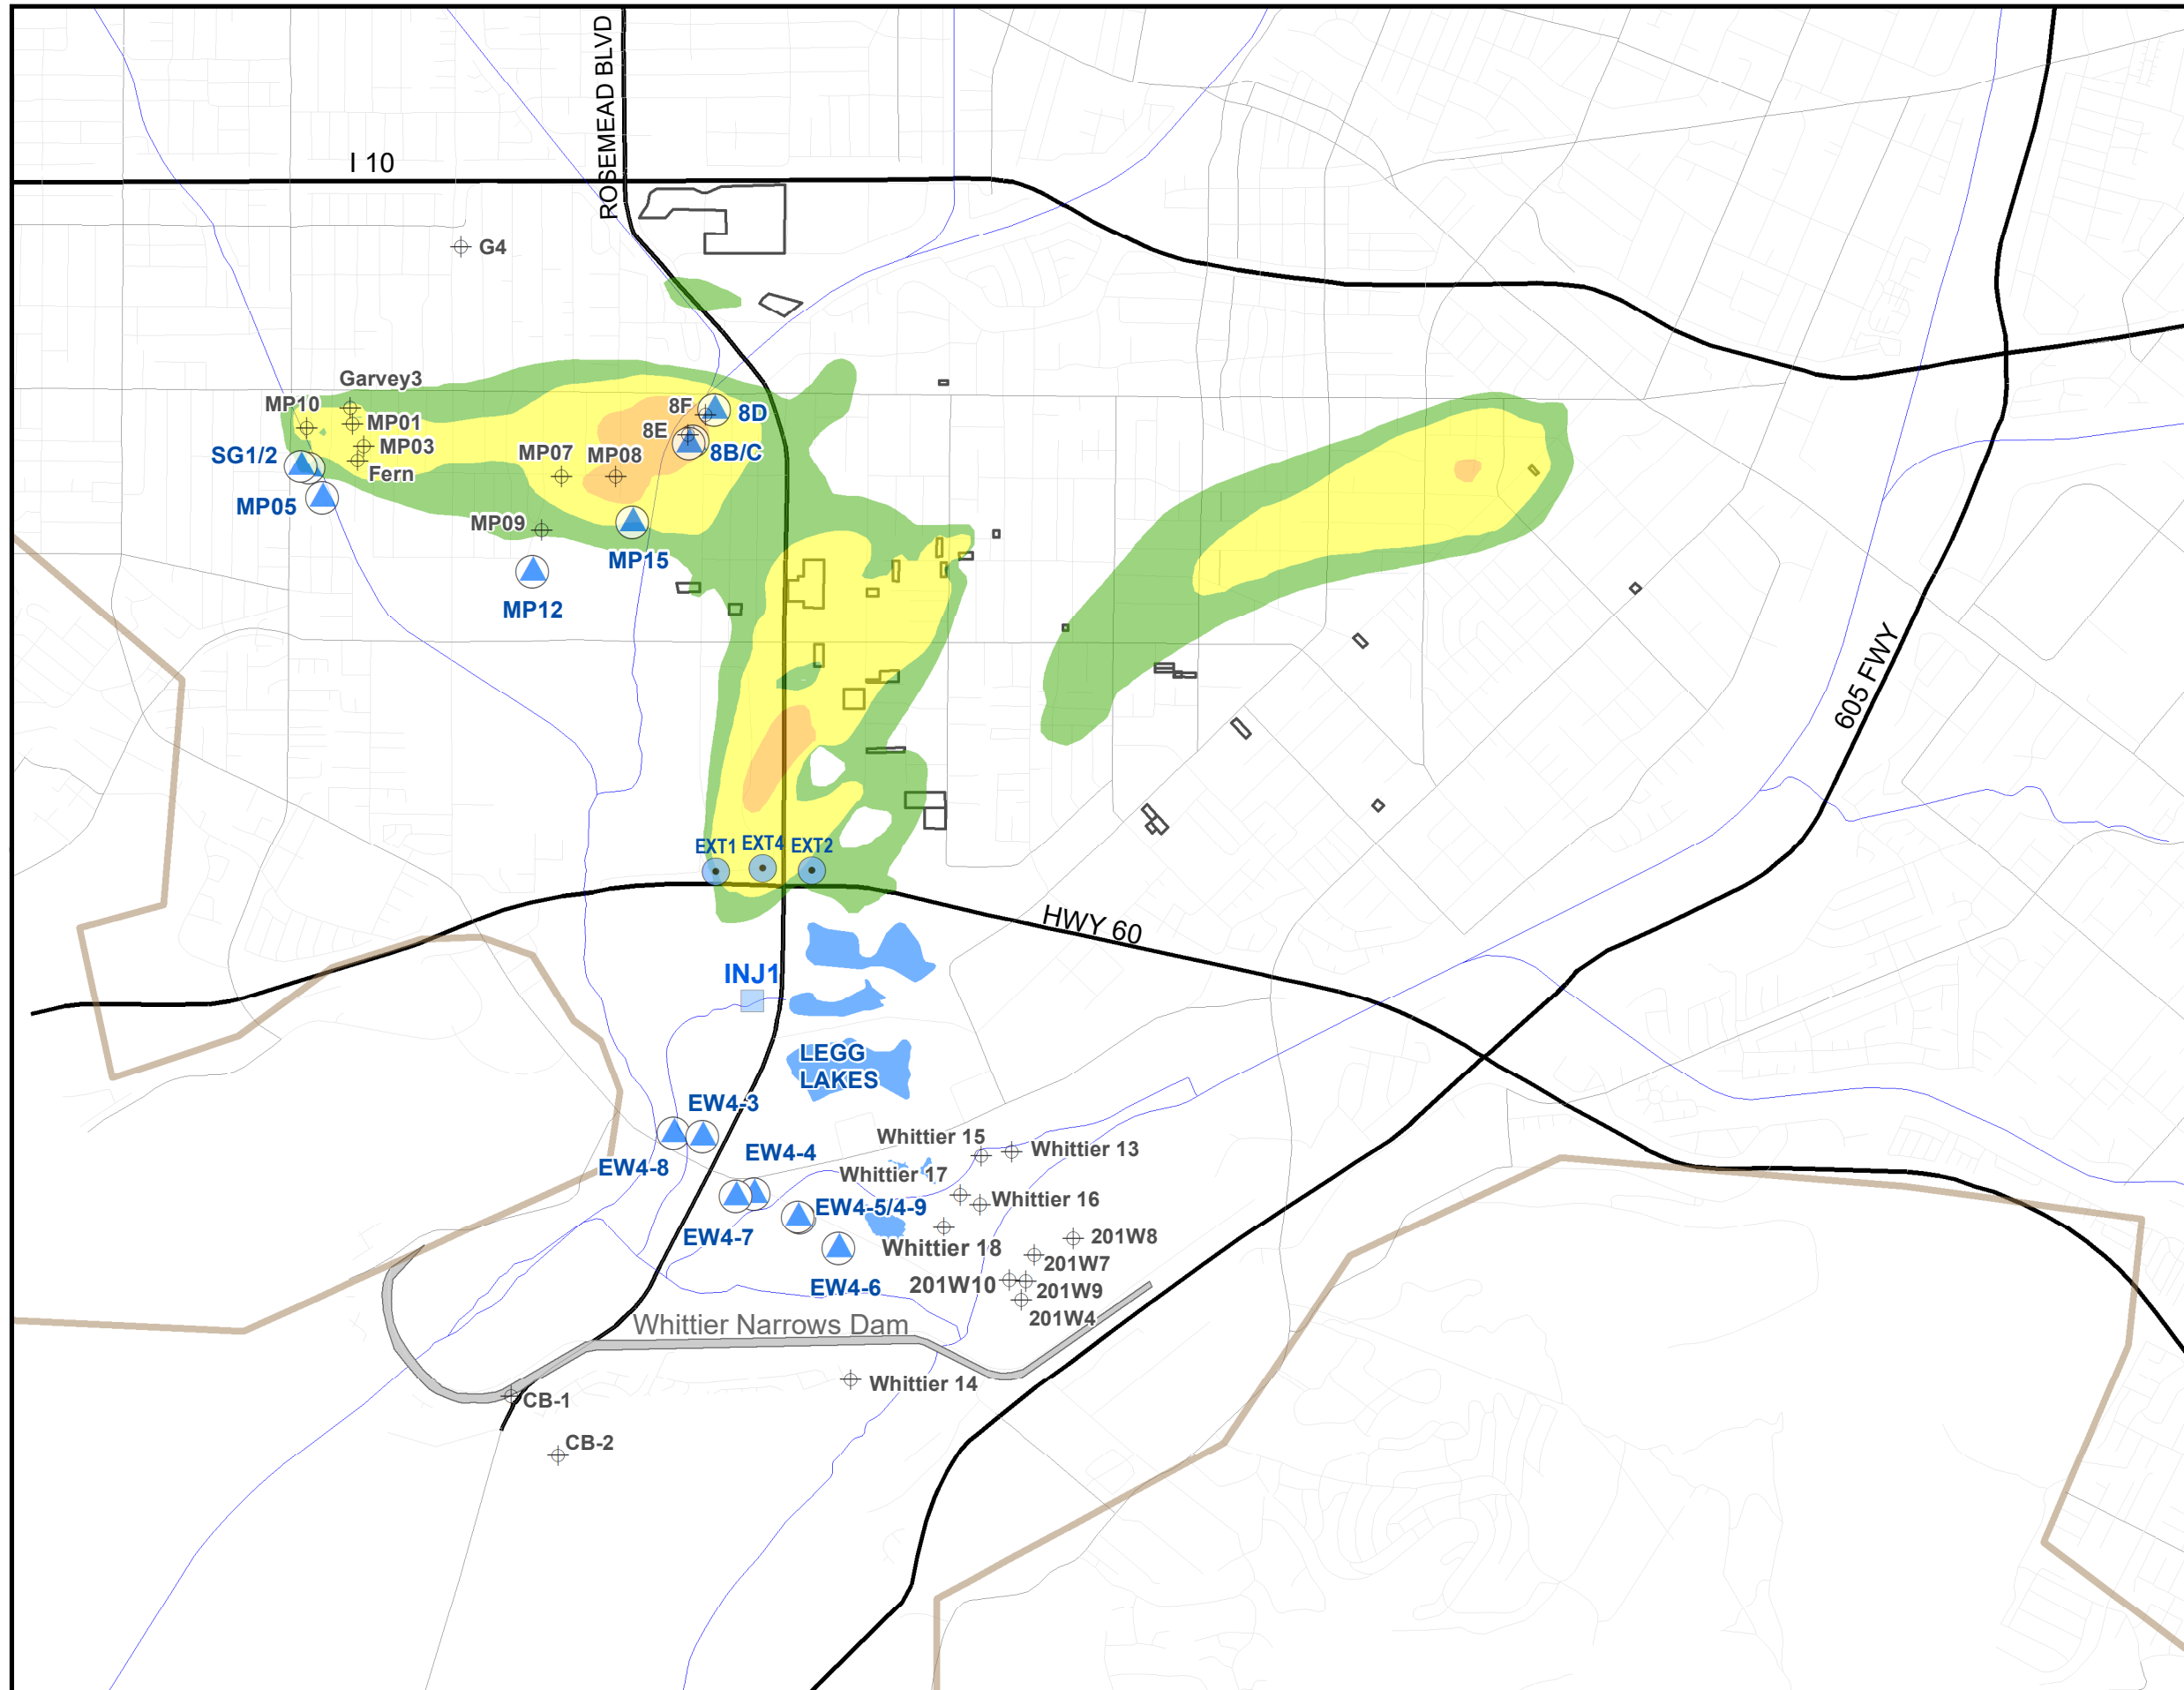 ROSEMEAD BLVD
I 10
G4
Garvey3
MP10
MP01
MP03
Fern
SG1/2
MP05
8F
8D
8E
8B/C
MP07
MP08
MP09
MP15
MP12
605 FWY
EXT1
EXT4
EXT2
HWY 60
INJ1
LEGG
LAKES
EW4-3
EW4-8
EW4-4
EW4-7
EW4-5/4-9
EW4-6
Whittier 15
Whittier 13
Whittier 17
Whittier 16
Whittier 18
201W8
201W7
201W10
201W9
201W4
Whittier Narrows Dam
Whittier 14
CB-1
CB-2